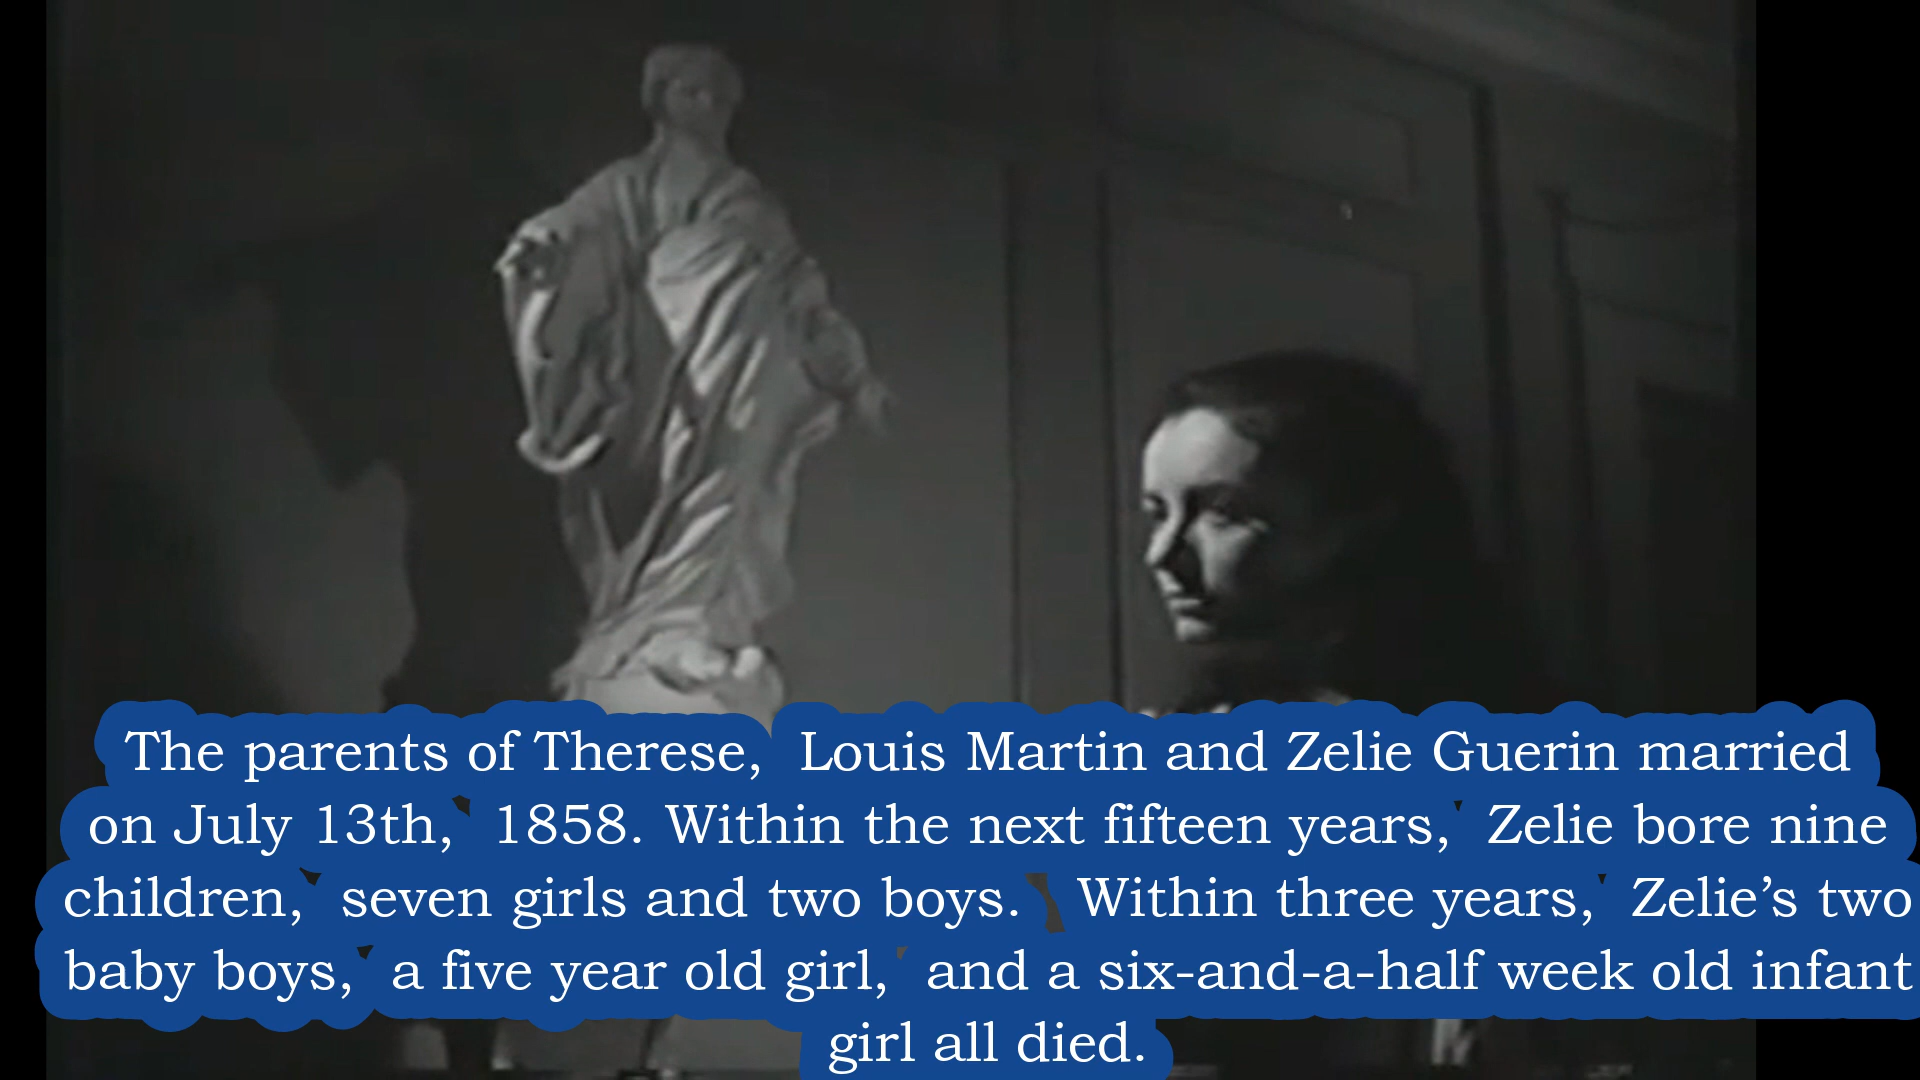 The parents of Therese, Louis Martin and Zelie Guerin married
on July 13th, 1858. Within the next fifteen years, Zelie bore nine
children, seven girls and two boys. Within three years, Zelie’s two
baby boys, a five year old girl, and a six-and-a-half week old infant
girl all died.